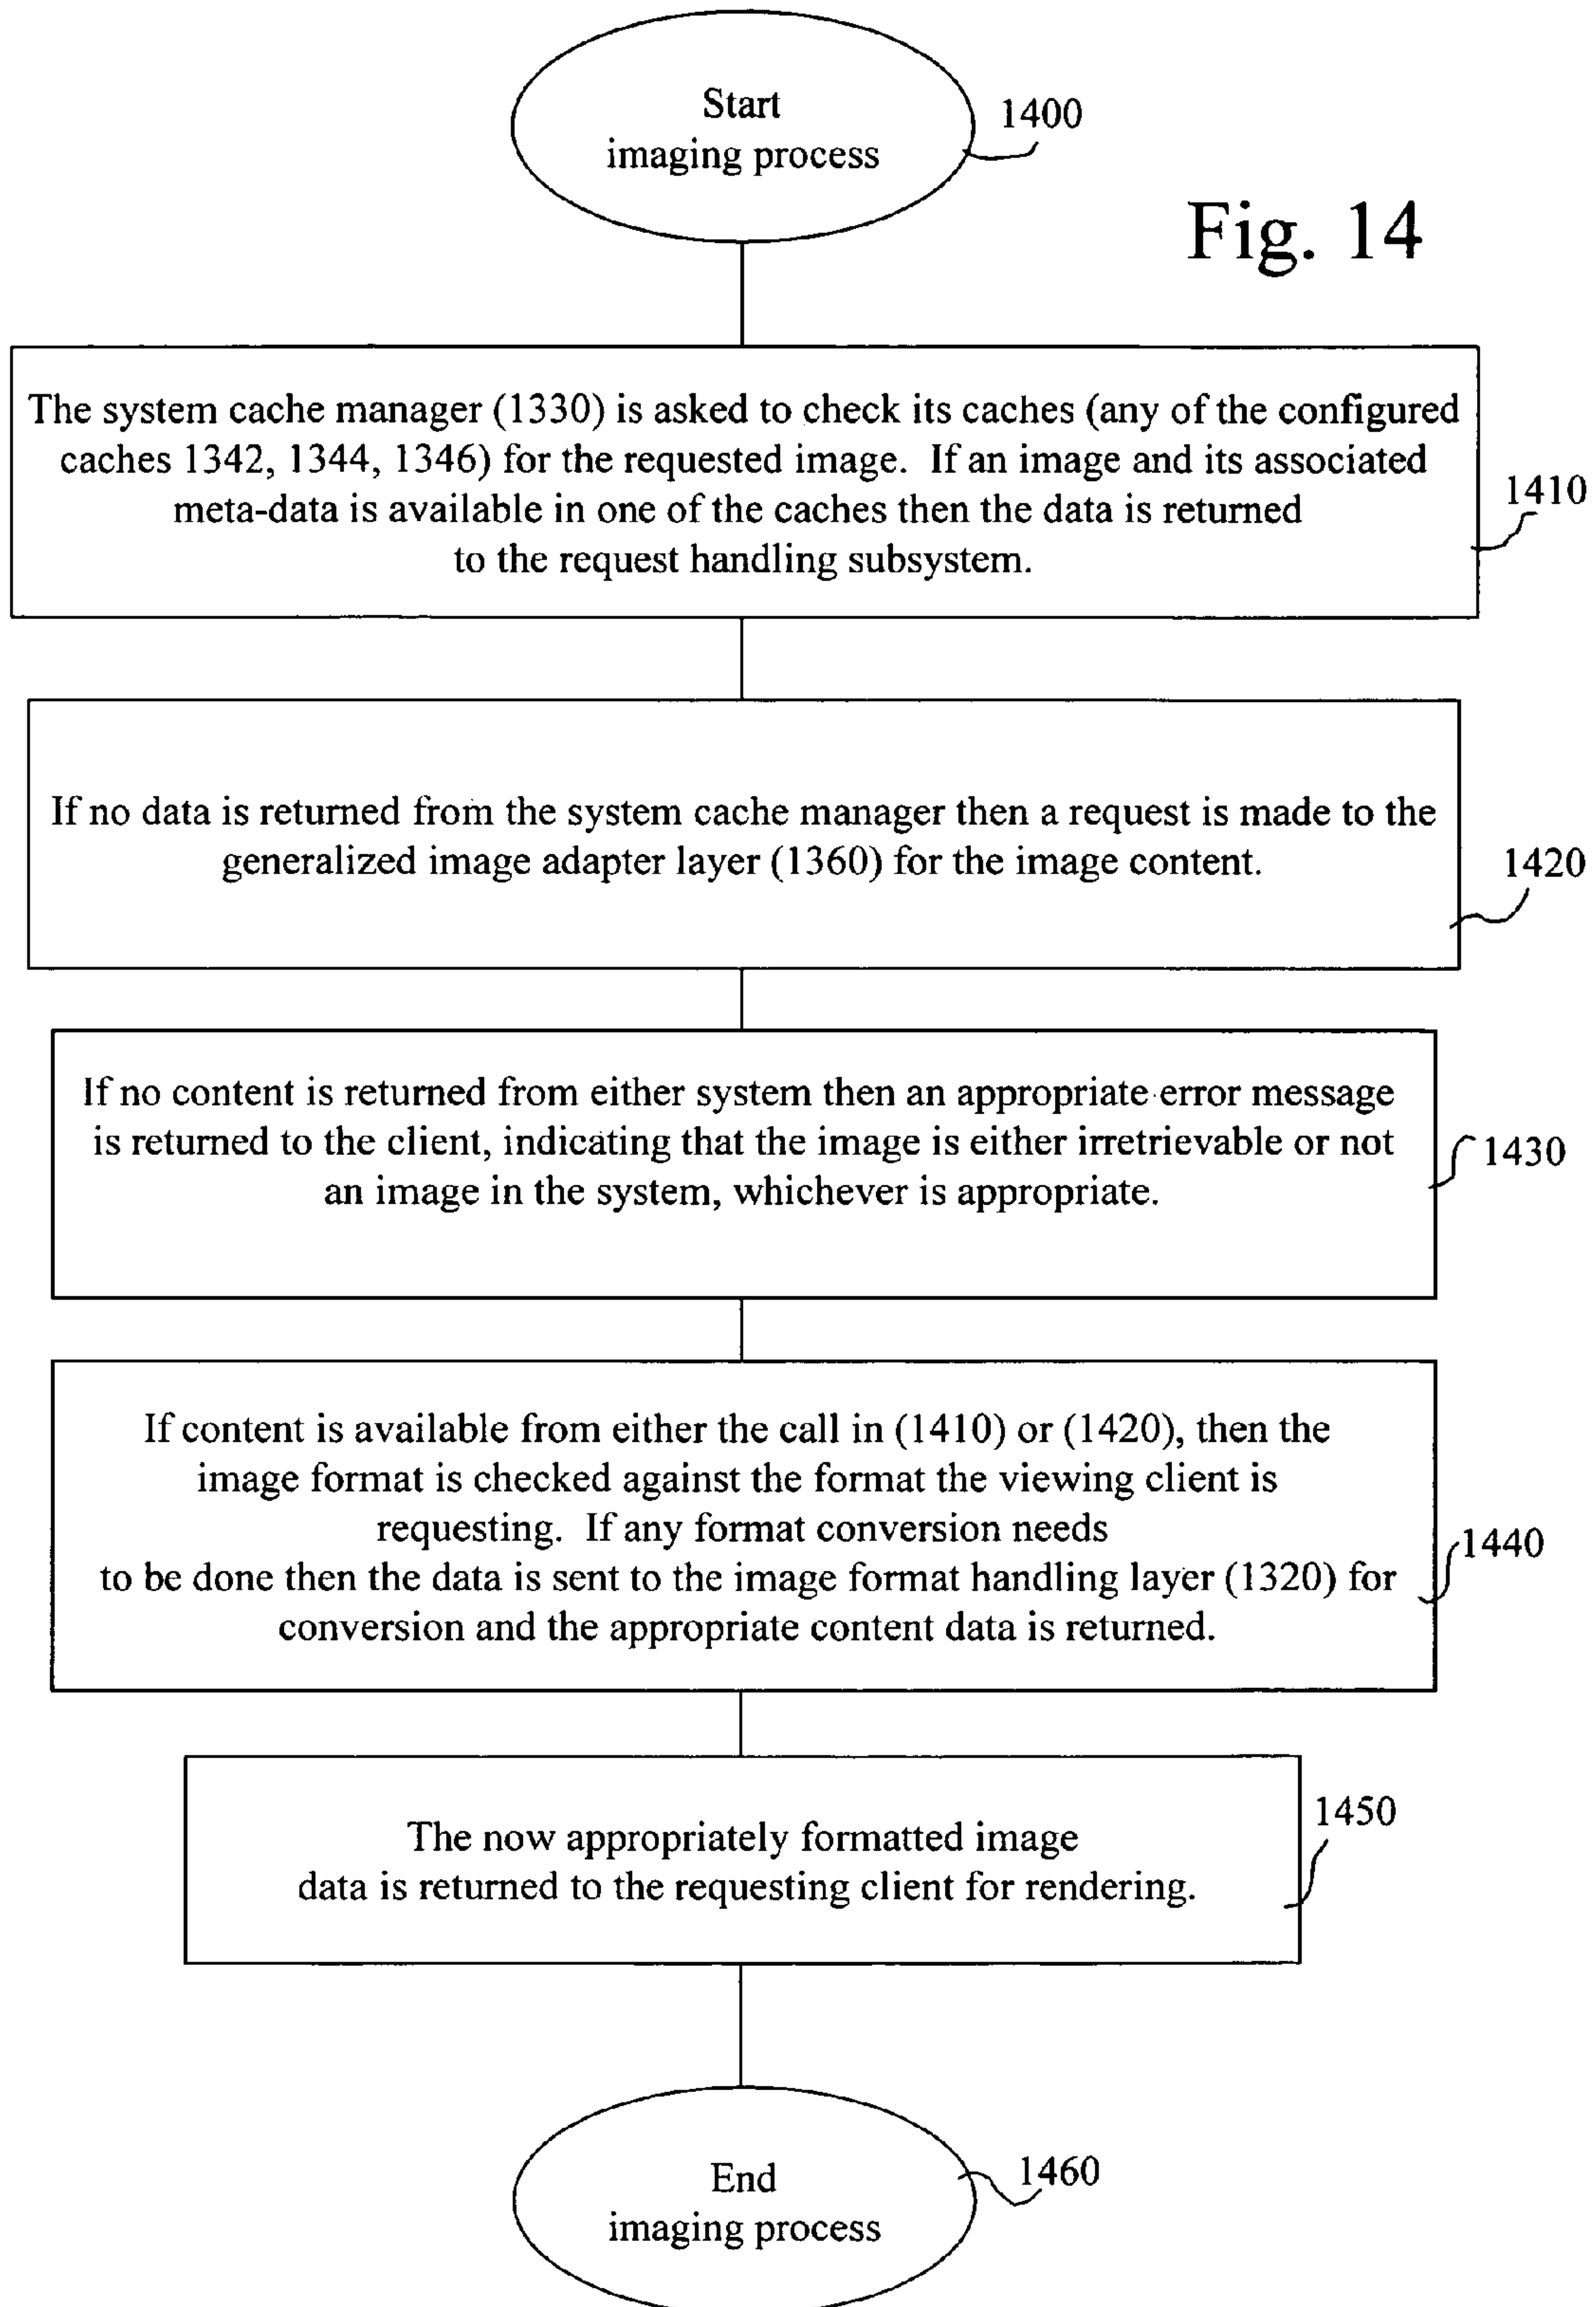 Start
imaging process
1400
Fig. 14
The system cache manager (1330) is asked to check its caches (any of the configured
caches 1342, 1344, 1346) for the requested image.  If an image and its associated
meta-data is available in one of the caches then the data is returned
to the request handling subsystem.
1410
If no data is returned from the system cache manager then a request is made to the
generalized image adapter layer (1360) for the image content.
1420
If no content is returned from either system then an appropriate error message
is returned to the client, indicating that the image is either irretrievable or not
an image in the system, whichever is appropriate.
1430
If content is available from either the call in (1410) or (1420), then the
image format is checked against the format the viewing client is
requesting.  If any format conversion needs
to be done then the data is sent to the image format handling layer (1320) for
conversion and the appropriate content data is returned.
1440
The now appropriately formatted image
data is returned to the requesting client for rendering.
1450
End
imaging process
1460